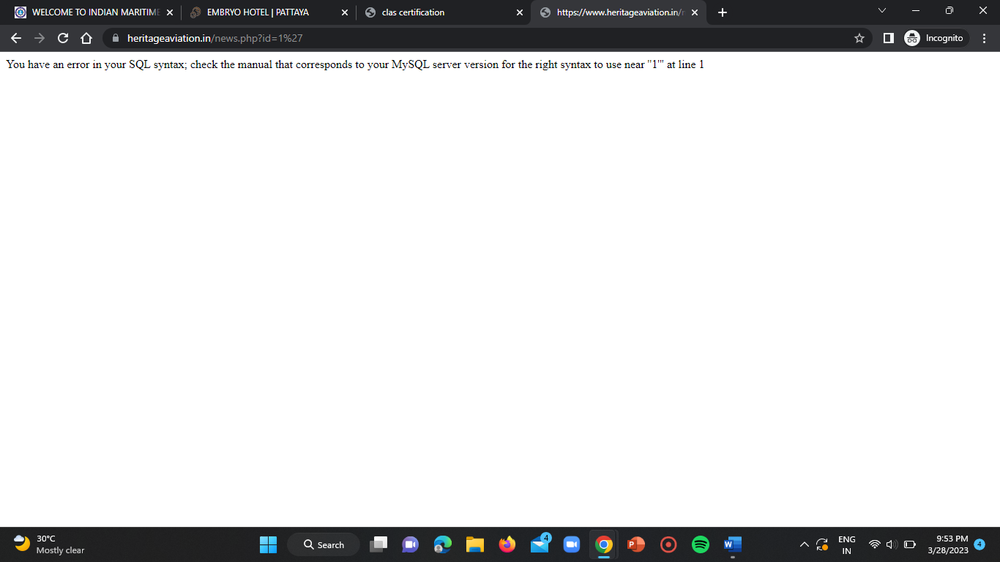 WELCOME TO INDIAN MARITIME
EMBRYO HOTEL | PATTAYA
clas certification
https://www.heritageaviation.in/n
heritageaviation.in/news.php?id=1%27
Incognito
You have an error in your SQL syntax; check the manual that corresponds to your MySQL server version for the right syntax to use near ''1''' at line 1
30°C
Mostly clear
Search
4
ENG
IN
9:53 PM
3/28/2023
4